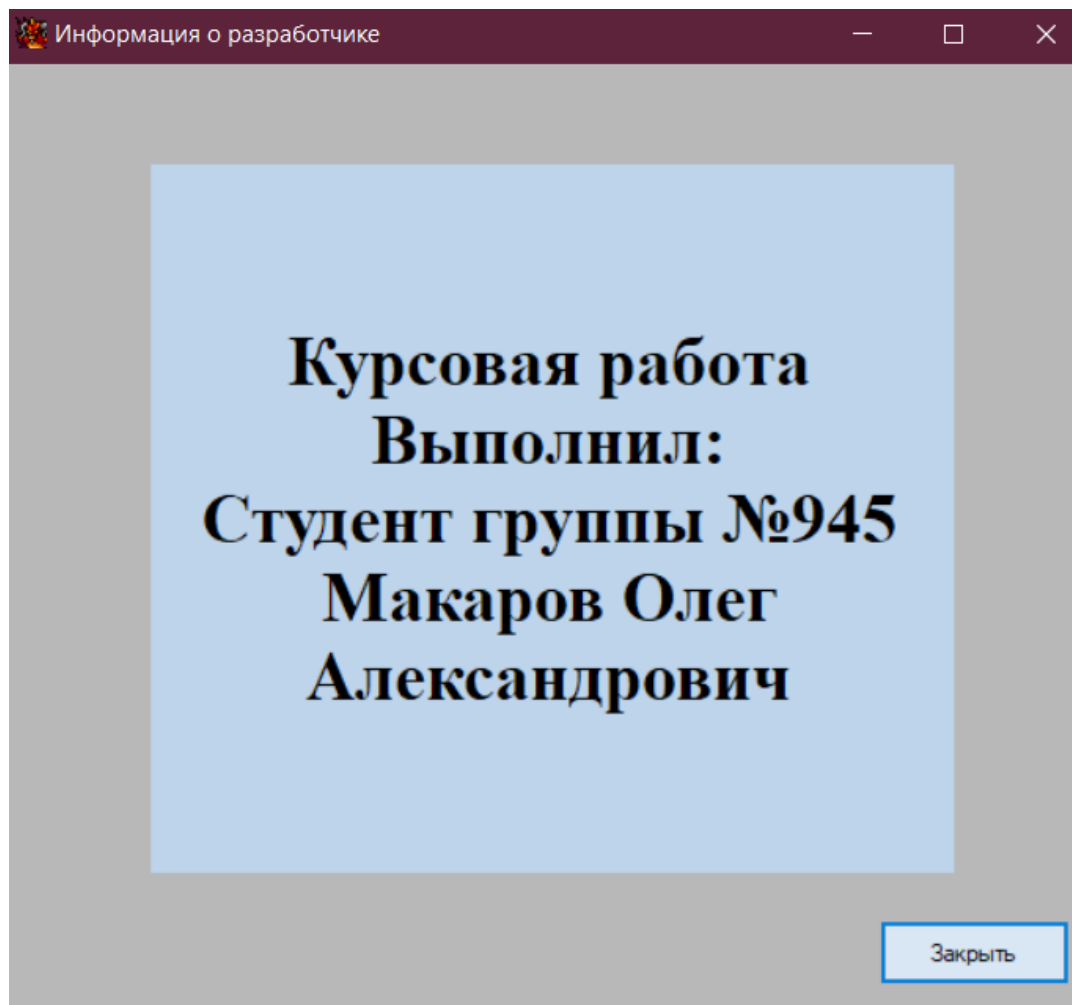 Информация о разработчике
Курсовая работа
Выполнил:
Студент группы №945
Макаров Олег
Александрович
Закрыть